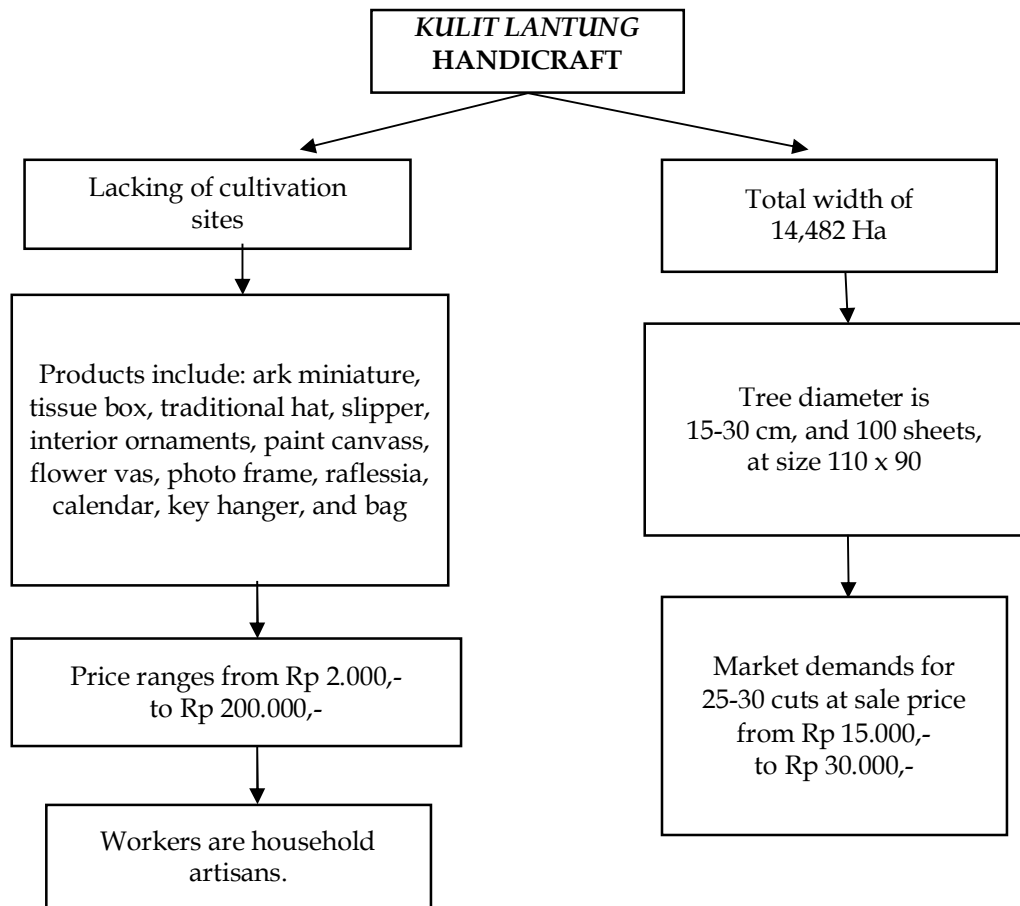 KULIT LANTUNG
HANDICRAFT
Lacking of cultivation
sites
Products include: ark miniature,
tissue box, traditional hat, slipper,
interior ornaments, paint canvass,
flower vas, photo frame, raflessia,
calendar, key hanger, and bag
Price ranges from Rp 2.000,-
to Rp 200.000,-
Workers are household
artisans.
Total width of
14,482 Ha
Tree diameter is
15-30 cm, and 100 sheets,
at size 110 x 90
Market demands for
25-30 cuts at sale price
from Rp 15.000,-
to Rp 30.000,-